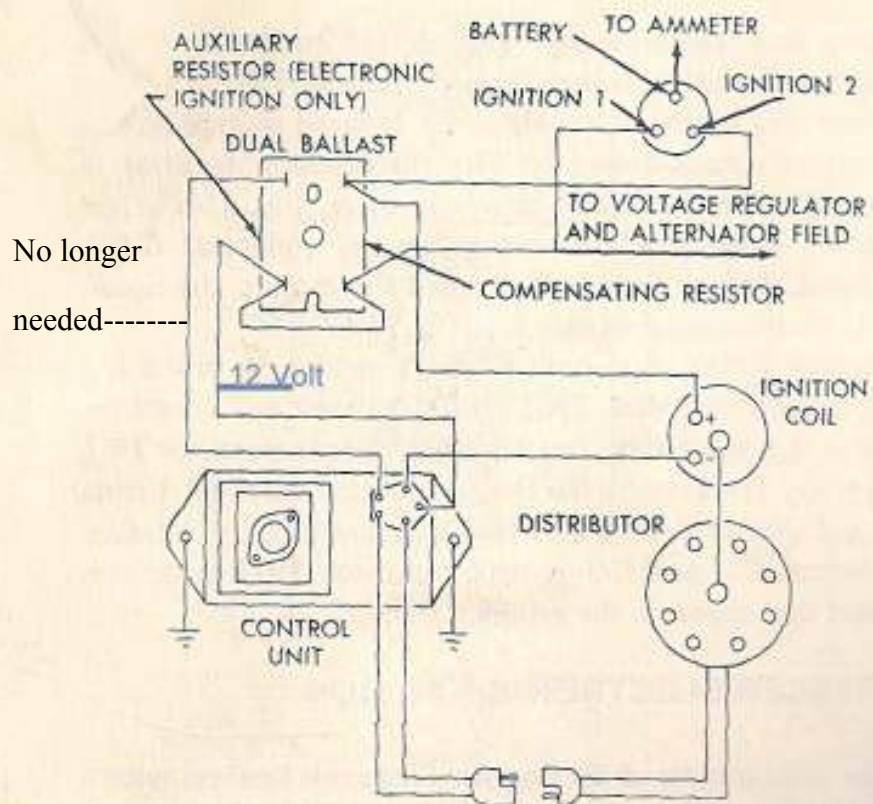 BATTERY
TO AMMETER
AUXILIARY
RESISTOR (ELECTRONIC
IGNITION ONLY)
IGNITION 1
IGNITION 2
DUAL BALLAST
TO VOLTAGE REGULATOR
AND ALTERNATOR FIELD
No longer
needed--------
COMPENSATING RESISTOR
12 Volt
IGNITION
COIL
+
-
DISTRIBUTOR
CONTROL
UNIT